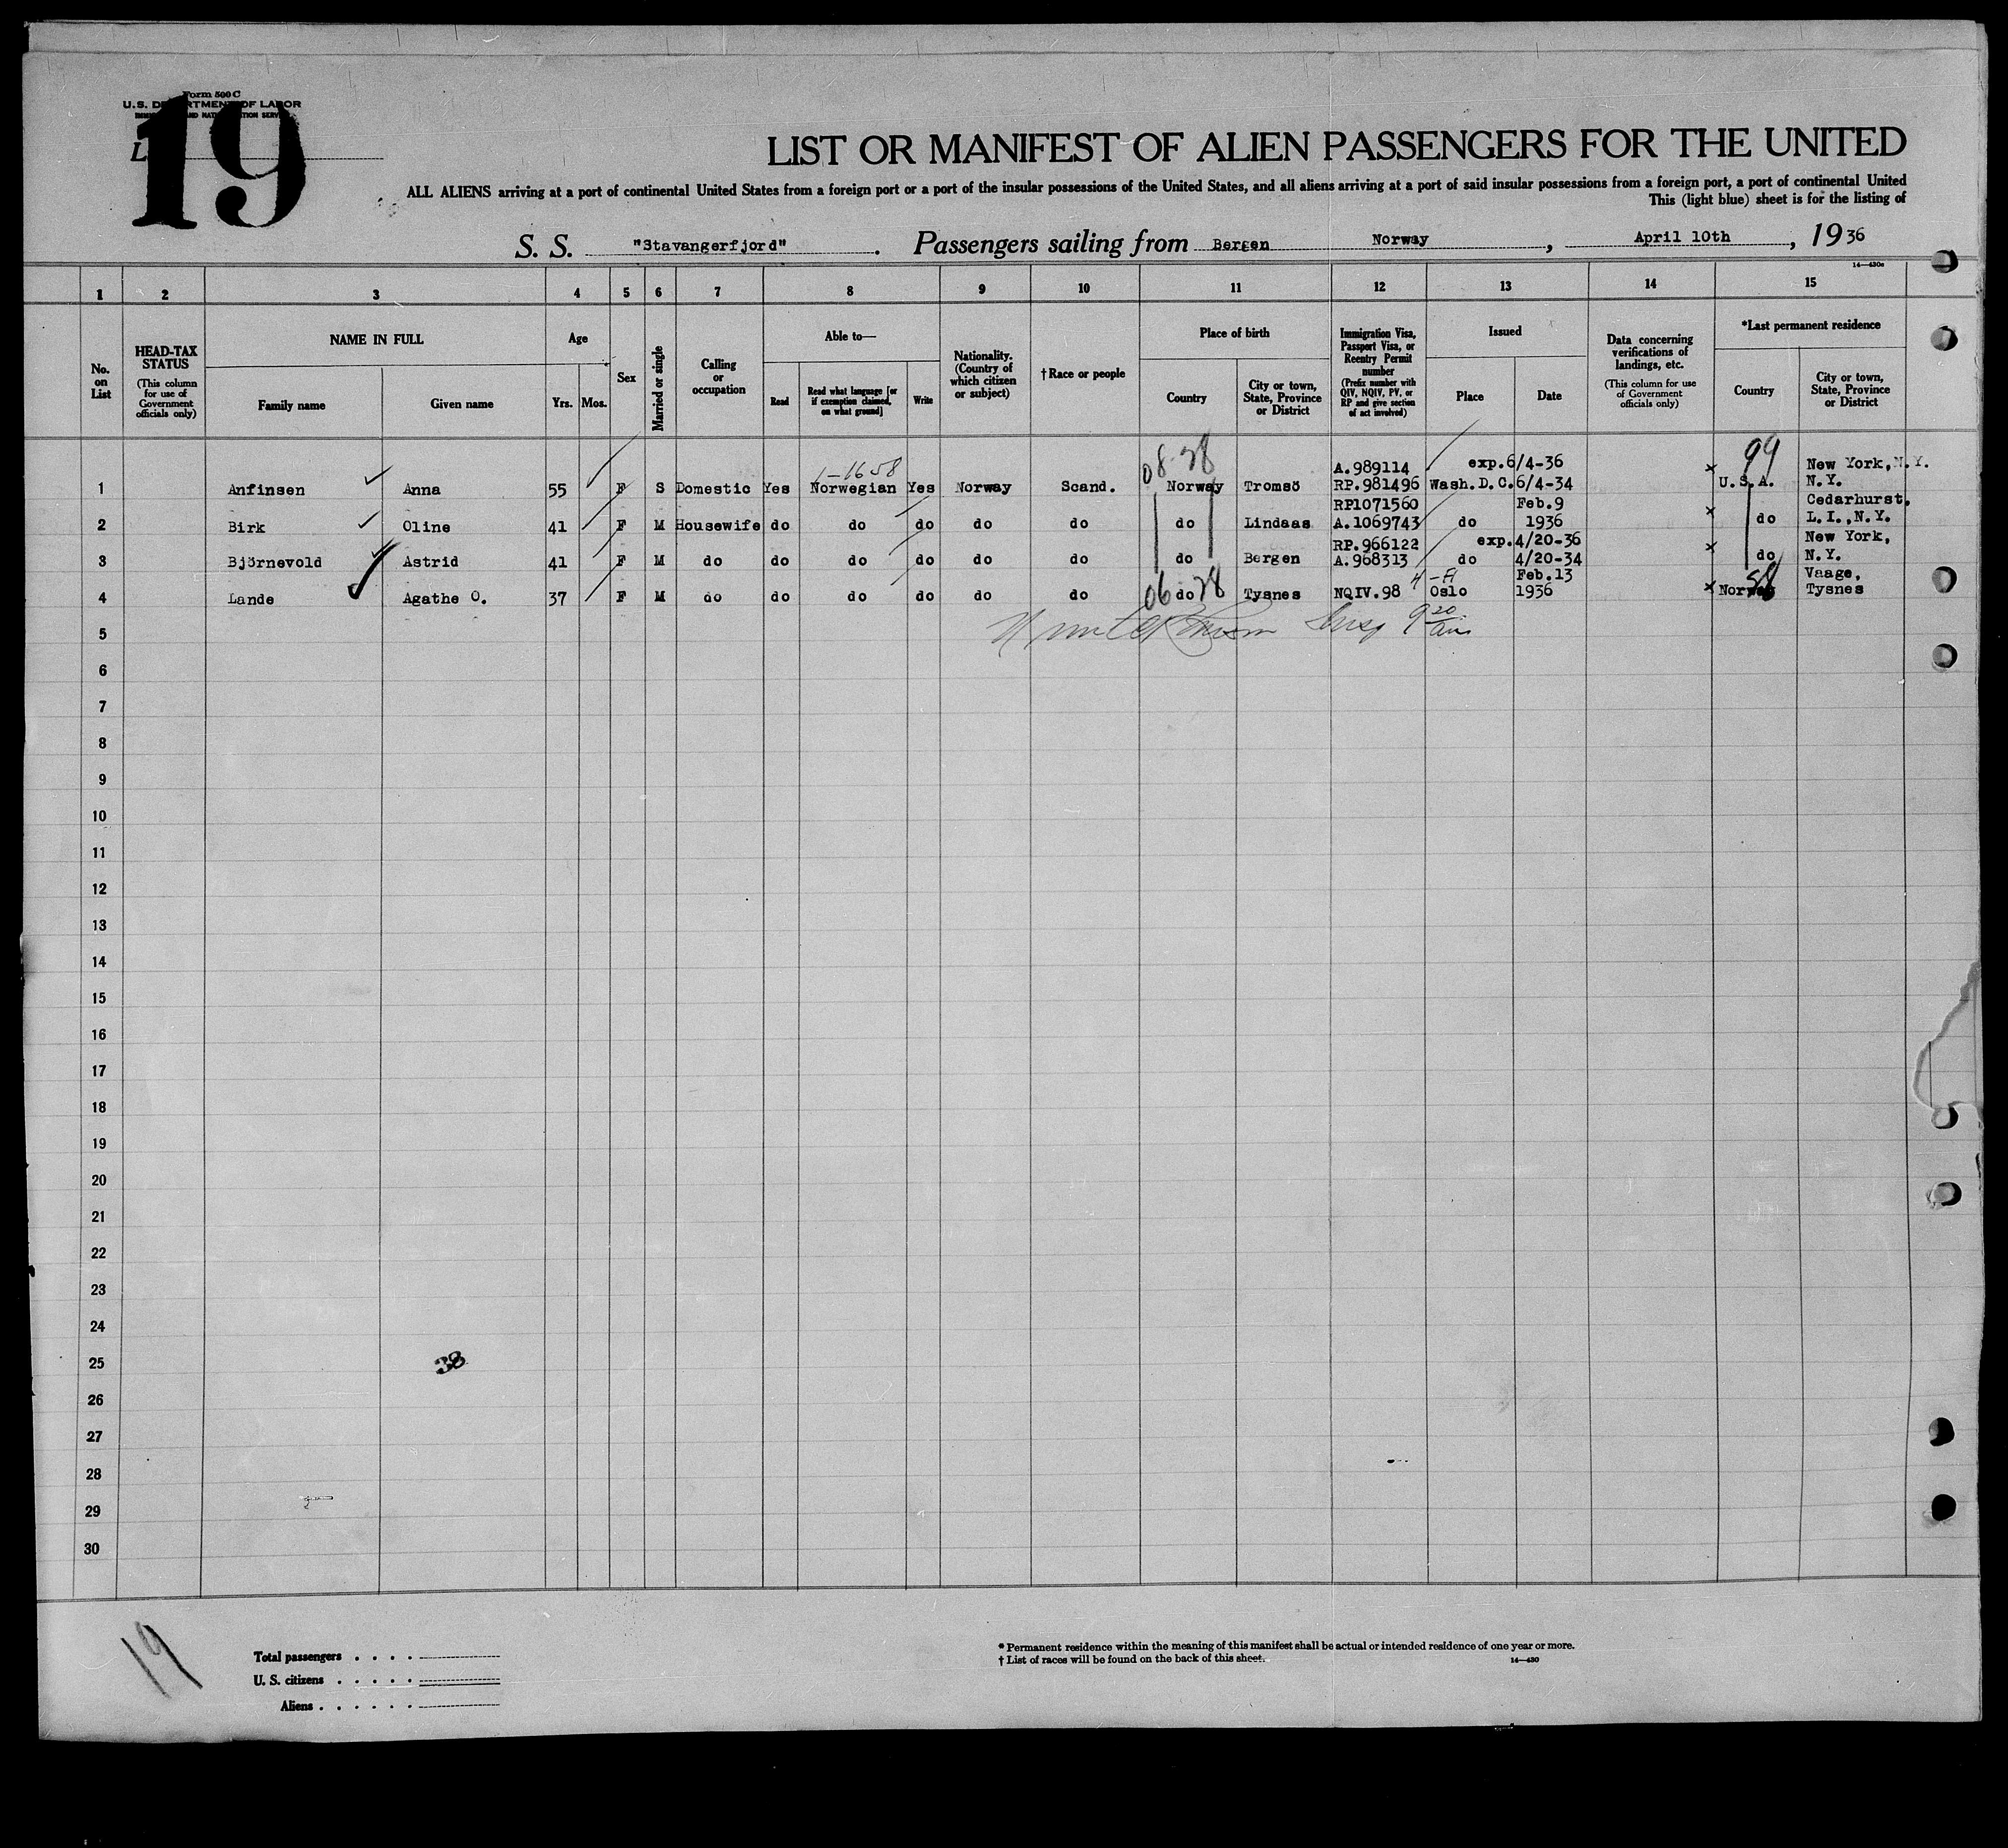 Form 500 C
U.S. DEPARTMENT OF LABOR
19
LIST OR MANIFEST OF ALIEN PASSENGERS FOR THE UNITED
ALL ALIENS arriving at a port of continental United States from a foreign port or a port of the insular possessions of the United States, and all aliens arriving at a port of said insular possessions from a foreign port, a port of continental United
This (light blue) sheet is for the listing of
S. S. "Stavangerfjord" . Passengers sailing from Bergen Norway , April 10th , 1936
14—430a
1 2 3 4 5 6 7 8 9 10 11 12 13 14 15
No. on List
HEAD-TAX STATUS (This column for use of Government officials only)
NAME IN FULL
Family name
Given name
Age
Yrs. Mos.
Sex
Married or single
Calling or occupation
Able to—
Read
Read what language [or if exemption claimed, on what ground]
Write
Nationality. (Country of which citizen or subject)
† Race or people
Place of birth
Country
City or town, State, Province or District
Immigration Visa, Passport Visa, or Reentry Permit number (Prefix number with QIV, NQIV, PV, or RP and give section of act involved)
Issued
Place
Date
Data concerning verifications of landings, etc. (This column for use of Government officials only)
*Last permanent residence
Country
City or town, State, Province or District
1-1658 08-28 A.989114 exp.6/4-36 99 New York, N.Y.
1 Anfinsen Anna 55 F S Domestic Yes Norwegian Yes Norway Scand. Norway Tromsö RP.981496 Wash.D.C. 6/4-34 x U.S.A. N.Y.
RP1071560 Feb.9 Cedarhurst,
2 Birk Oline 41 F M Housewife do do do do do do Lindaas A.1069743 do 1936 x do L.I.,N.Y.
RP.966122 exp.4/20-36 New York,
3 Björnevold Astrid 41 F M do do do do do do do Bergen A.968313 do 4/20-34 x do N.Y.
Feb.13 Vaage,
4 Lande Agathe O. 37 F M do do do do do do 06 do 28 Tysnes NQIV.98 Oslo 1936 x Norway 58 Tysnes
5 9 20
6
7
8
9
10
11
12
13
14
15
16
17
18
19
20
21
22
23
24
25 38
26
27
28
29
30
19
Total passengers . . . .
U. S. citizens . . . . .
Aliens . . . . . .
* Permanent residence within the meaning of this manifest shall be actual or intended residence of one year or more.
† List of races will be found on the back of this sheet.
14—430